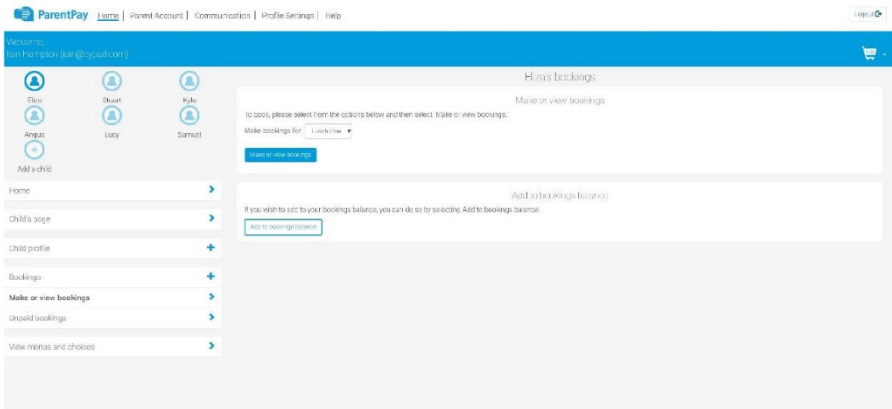 ParentPay Home | Parent Account | Communication | Profile Settings | Help
Logout
Welcome,
Hampton
Stuart Kylo
Angus Lucy Samuel
Add a child
bookings
Make or view bookings
To book, please select from the options below and then select 'Make or view bookings.'
Make bookings for: Lunchtime
Make or view bookings
Add to bookings balance
If you wish to add to your bookings balance, you can do so by selecting Add to bookings balance.
Add to bookings balance
Home
Child's page
Child profile
Bookings
Make or view bookings
Unpaid bookings
View menus and choices